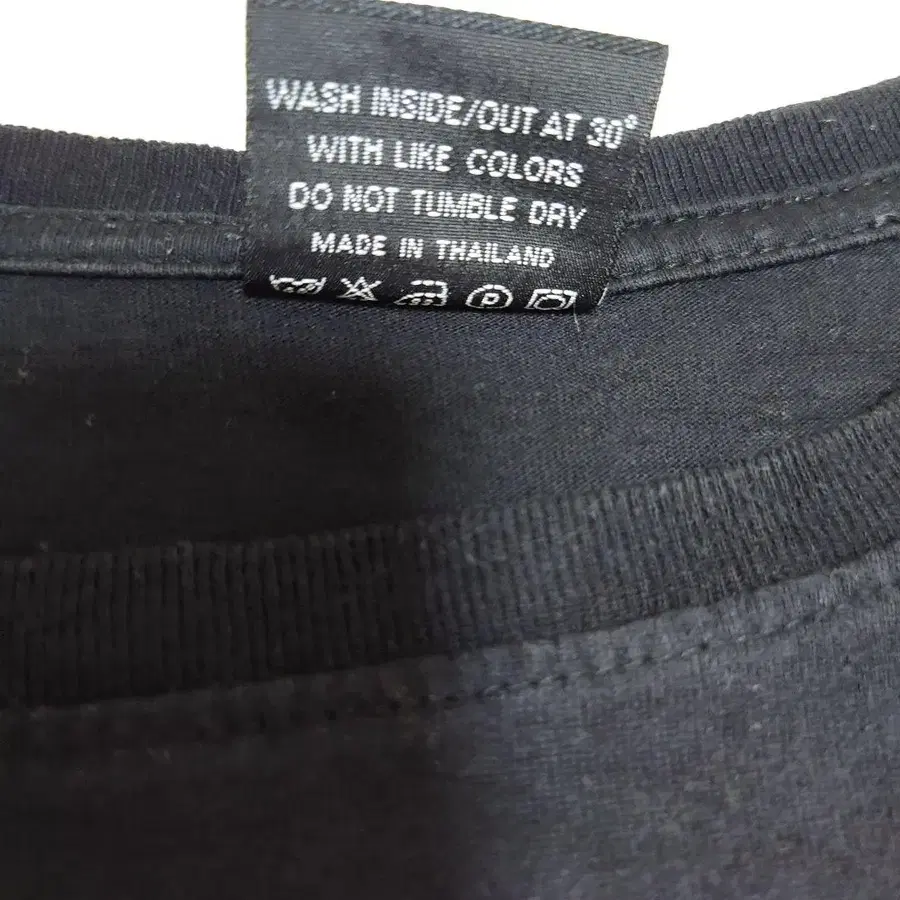 WASH INSIDE/OUT AT 30°
WITH LIKE COLORS
DO NOT TUMBLE DRY
MADE IN THAILAND
P